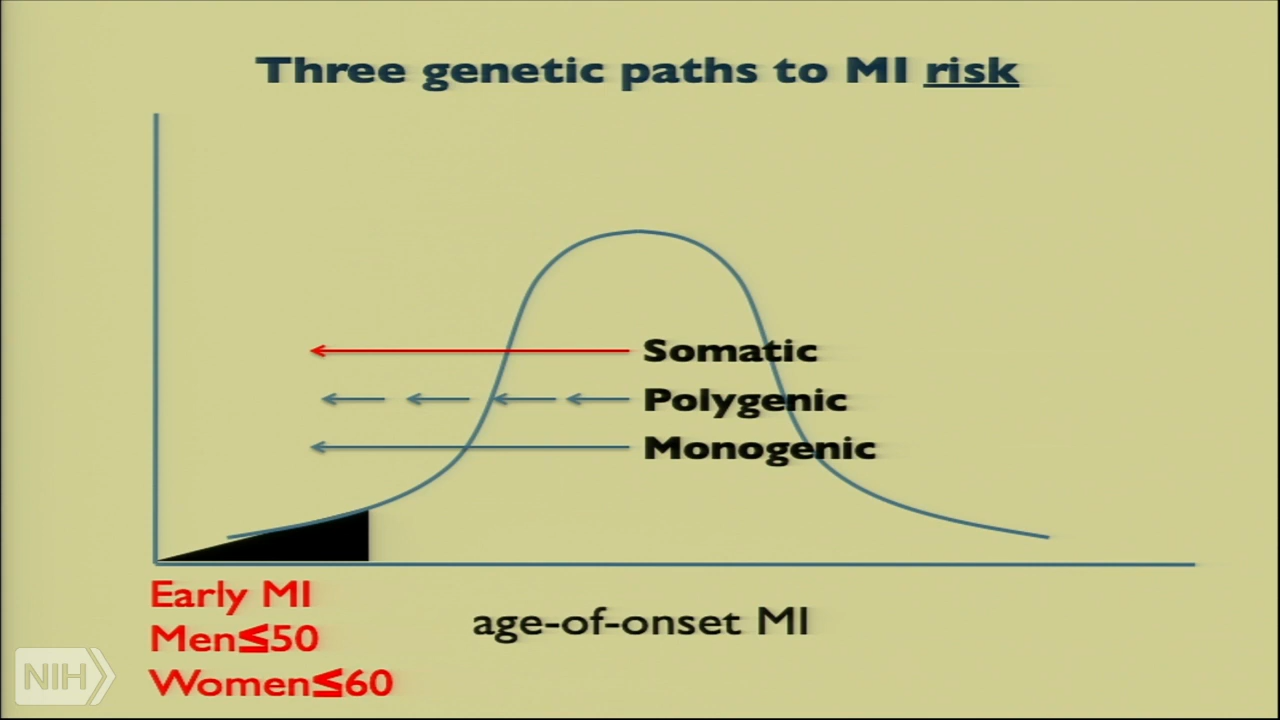 Three genetic paths to MI risk
Somatic
Polygenic
Monogenic
Early MI
Men≤50
Women≤60
age-of-onset MI
NIH